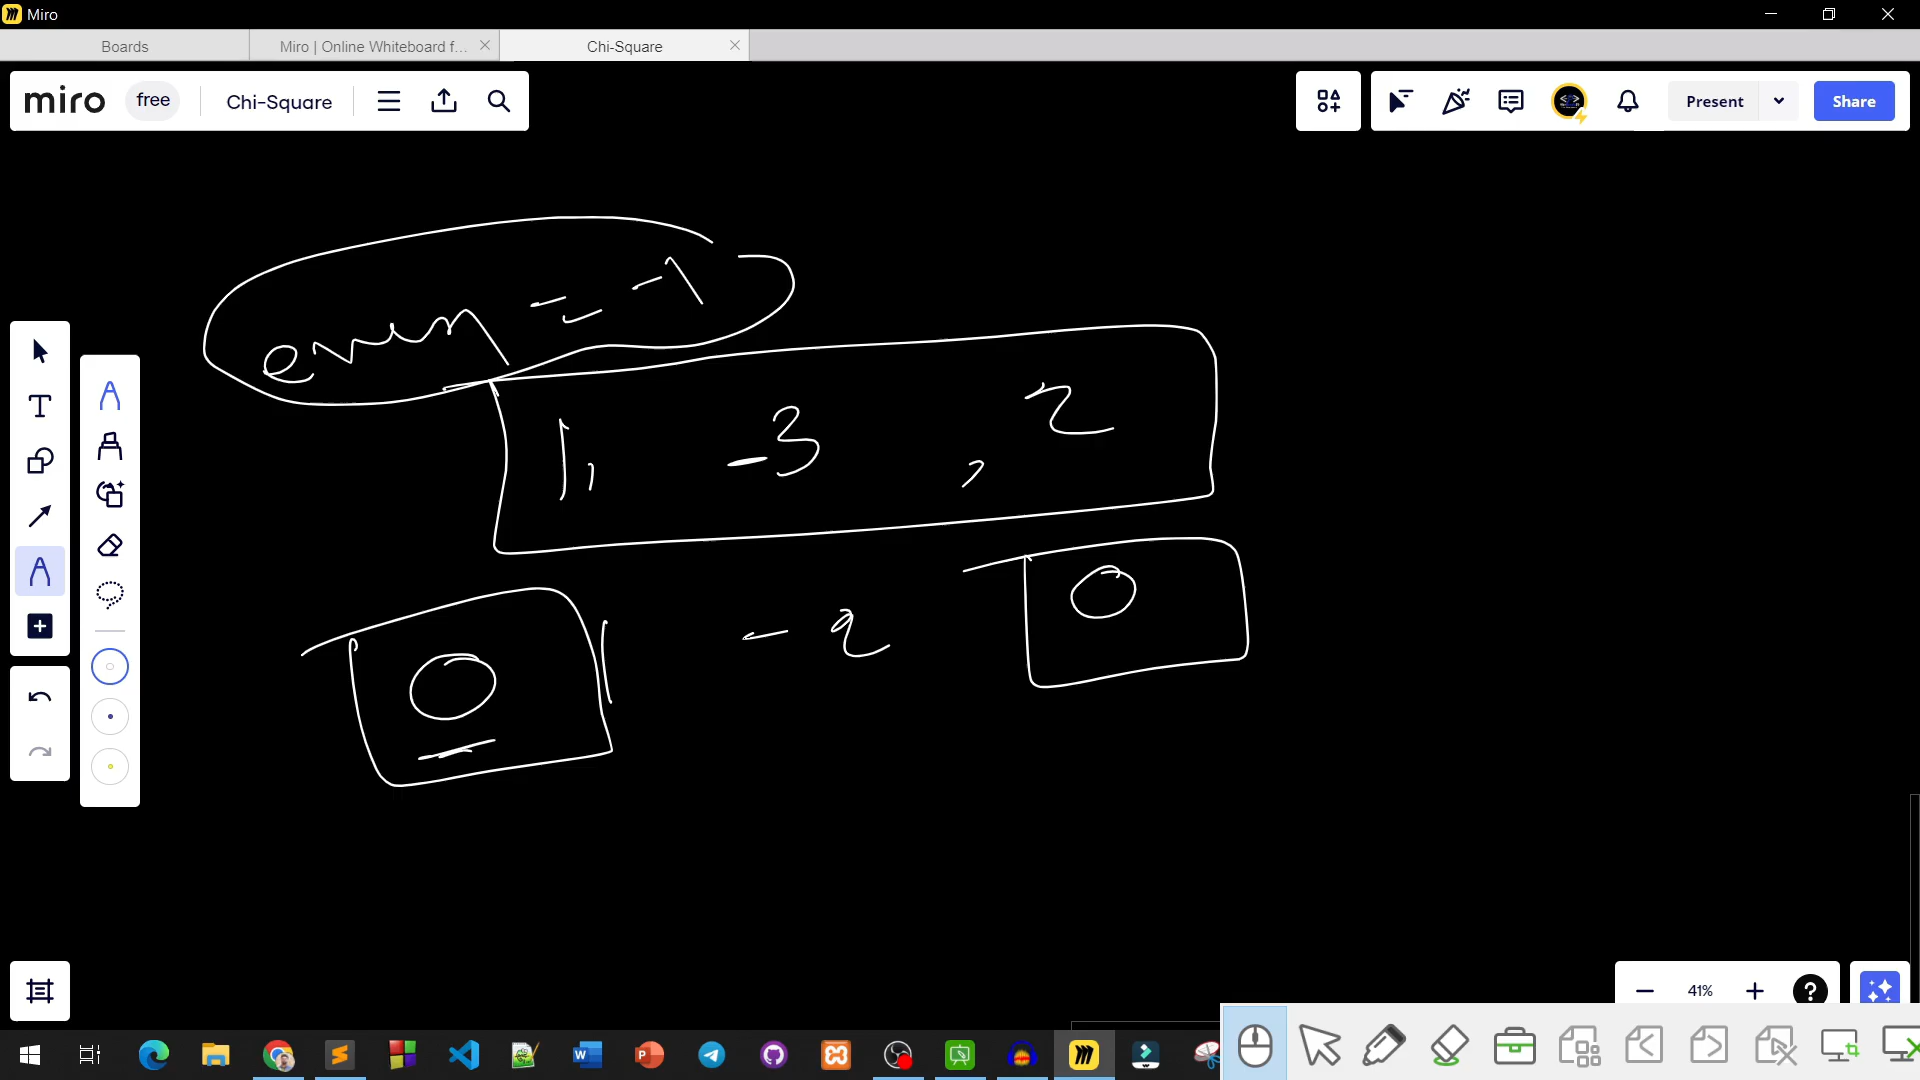 Miro
Boards
Miro | Online Whiteboard f...
Chi-Square
miro
free
Chi-Square
Present
Share
= -1
1, -3 , 2
0 1 -2 0
41%